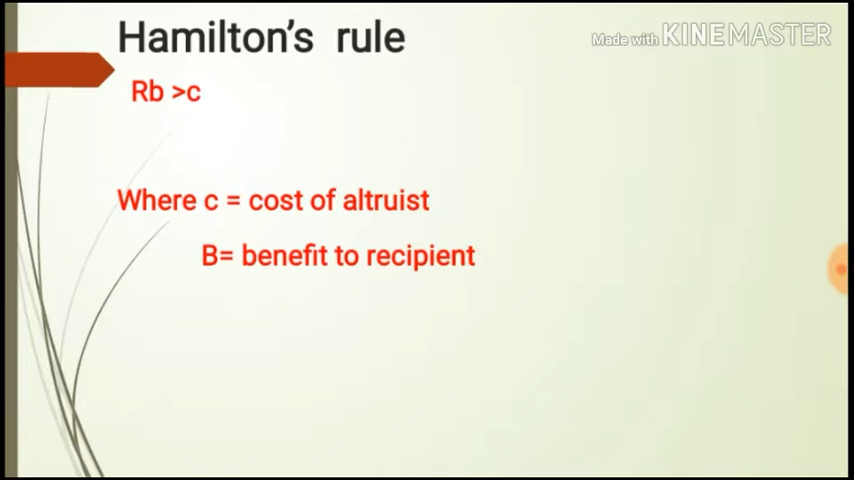 Hamilton's rule
Made with KINEMASTER
Rb >c
Where c = cost of altruist
B= benefit to recipient